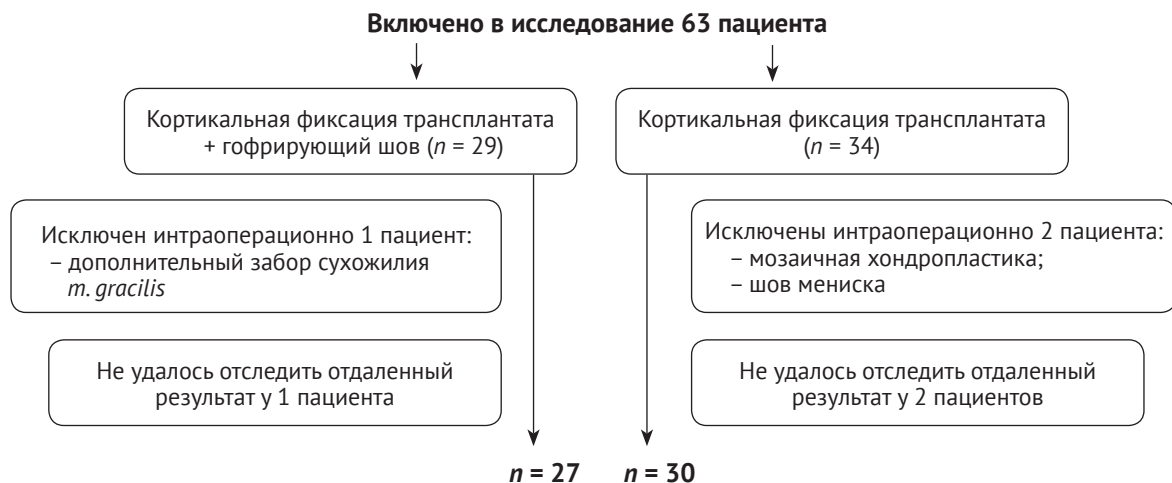 Включено в исследование 63 пациента
Кортикальная фиксация трансплантата
+ гофрирующий шов (n = 29)
Кортикальная фиксация трансплантата
(n = 34)
Исключен интраоперационно 1 пациент:
– дополнительный забор сухожилия
m. gracilis
Исключены интраоперационно 2 пациента:
– мозаичная хондропластика;
– шов мениска
Не удалось отследить отдаленный
результат у 1 пациента
Не удалось отследить отдаленный
результат у 2 пациентов
n = 27 n = 30